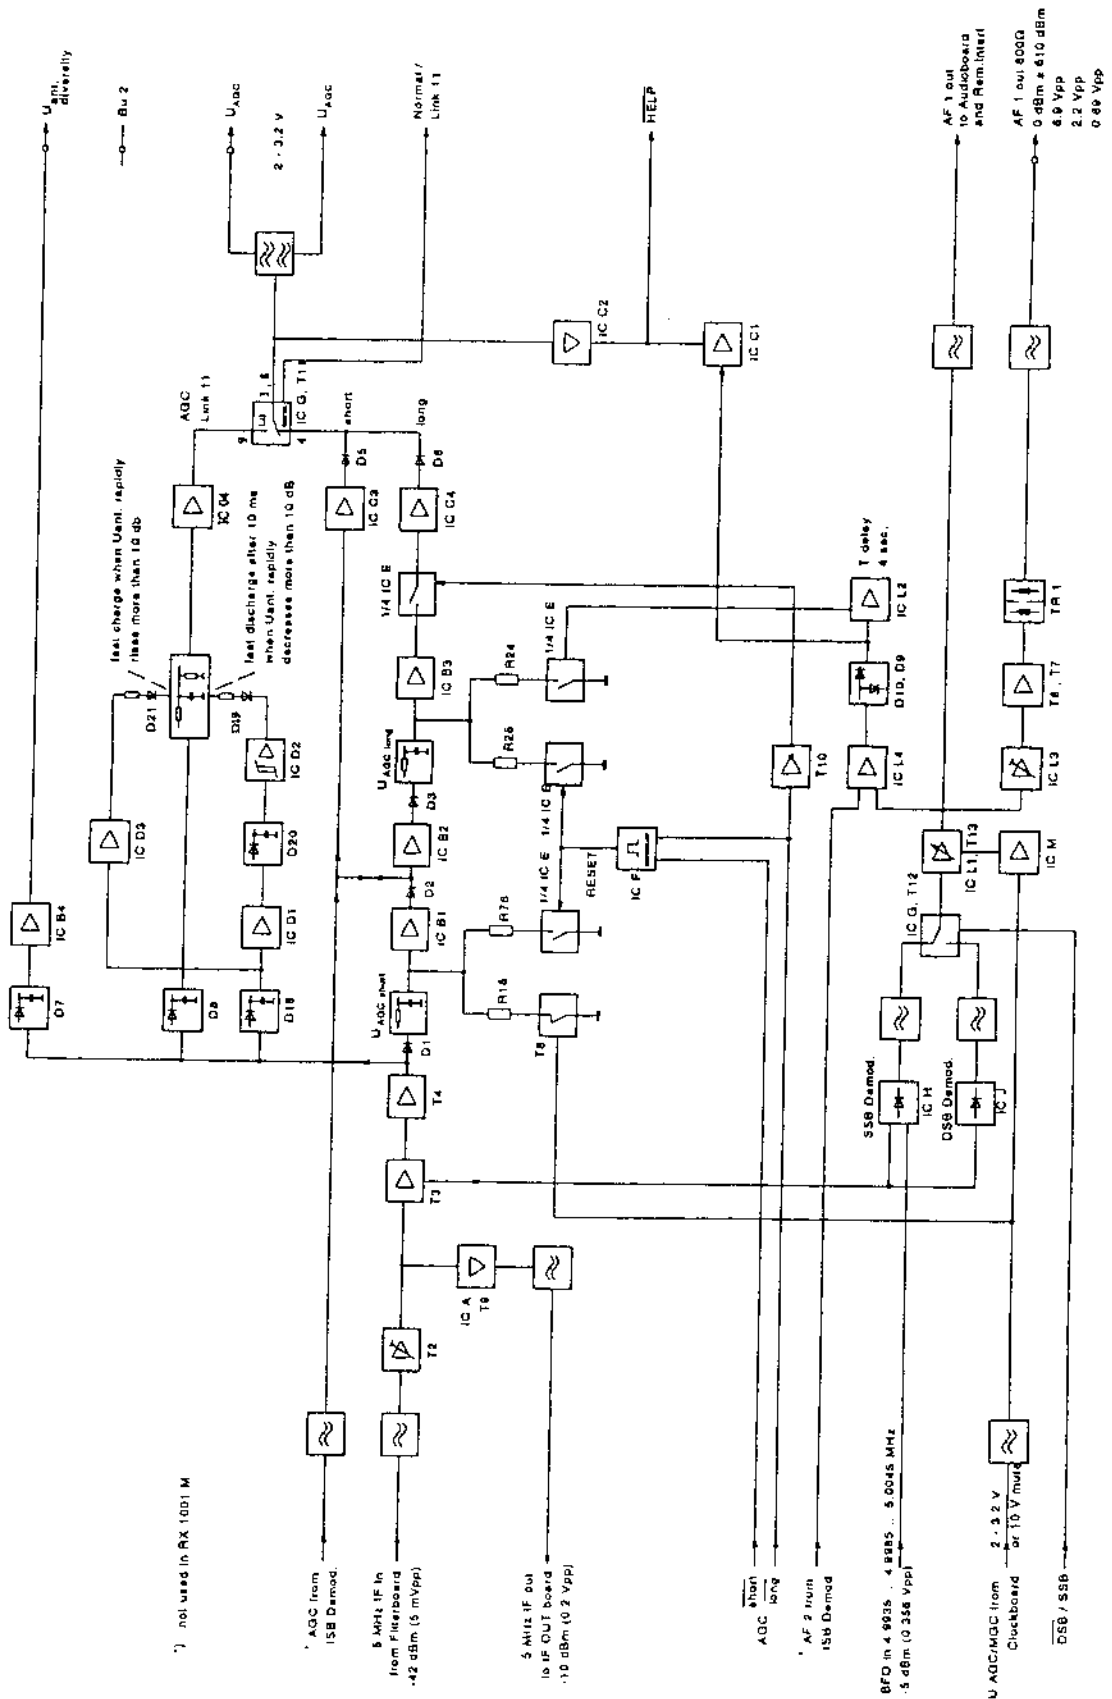 *) not used in RX 1001 M
* AGC from
ISB Demod.
5 MHz IF in
from Filterboard
-42 dBm (5 mVpp)
5 MHz IF out
to IF OUT board
-10 dBm (0.2 Vpp)
AGC
short
long
* AF 2 from
ISB Demod
BFO in 4.9935 . 4.9985 .. 5.0045 MHz
-5 dBm (0.356 Vpp)
U AGC/MGC from
Clockboard
2 - 3.2 V
or 10 V mute
DSB / SSB
T2
IC A
T9
T3
T4
D1
U AGC short
IC B1
D2
IC B2
D3
U AGC long
IC B3
1/4 IC E
IC C4
D6
long
IC C3
D5
short
D7
IC B4
D8
D18
IC D1
IC D3
D20
IC D2
D21
D19
fast charge when Uant. rapidly
rises more than 10 db
fast discharge after 10 ms
when Uant. rapidly
decreases more than 10 dB
IC D4
AGC
Link 11
9
3, 6
4
IC G, T11
U ant.
diversity
Bu 2
U AGC
2 - 3.2 V
U AGC
Normal /
Link 11
HELP
IC C2
IC C1
T8
R15
R76
1/4 IC E
RESET
IC F
1/4 IC E
R25
R24
1/4 IC E
T10
IC L4
D10, D9
IC L2
T delay
4 sec.
SSB Demod.
IC H
DSB Demod.
IC J
IC G, T12
IC L1, T13
IC M
IC L3
T6, T7
TR 1
AF 1 out
to Audioboard
and Rem.Interf
AF 1 out 600Ω
0 dBm ± 610 dBm
6.9 Vpp
2.2 Vpp
0.69 Vpp